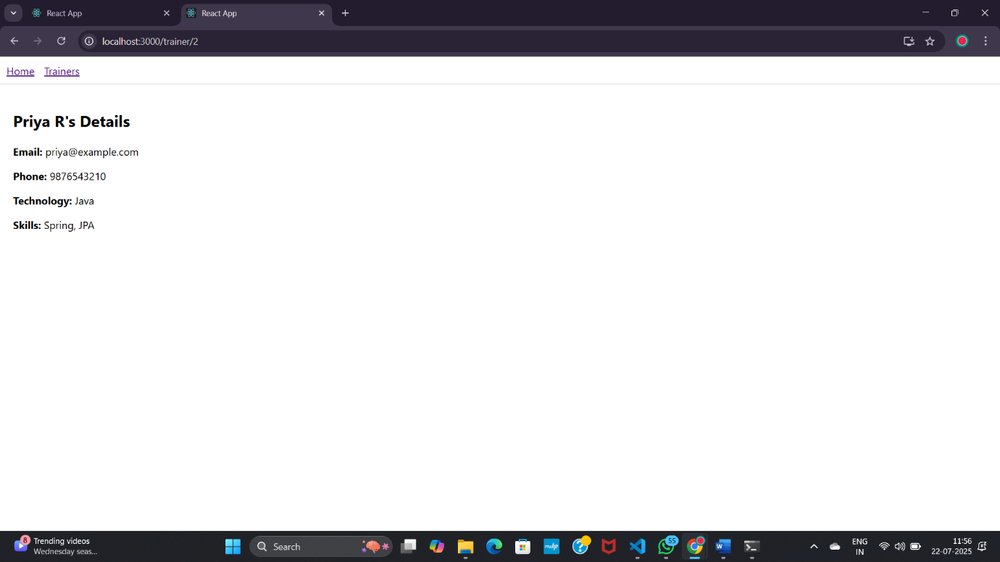 React App
React App
localhost:3000/trainer/2
Home Trainers
Priya R's Details
Email: priya@example.com
Phone: 9876543210
Technology: Java
Skills: Spring, JPA
8
Trending videos
Wednesday seas...
Search
myhp
55
ENG
IN
11:56
22-07-2025